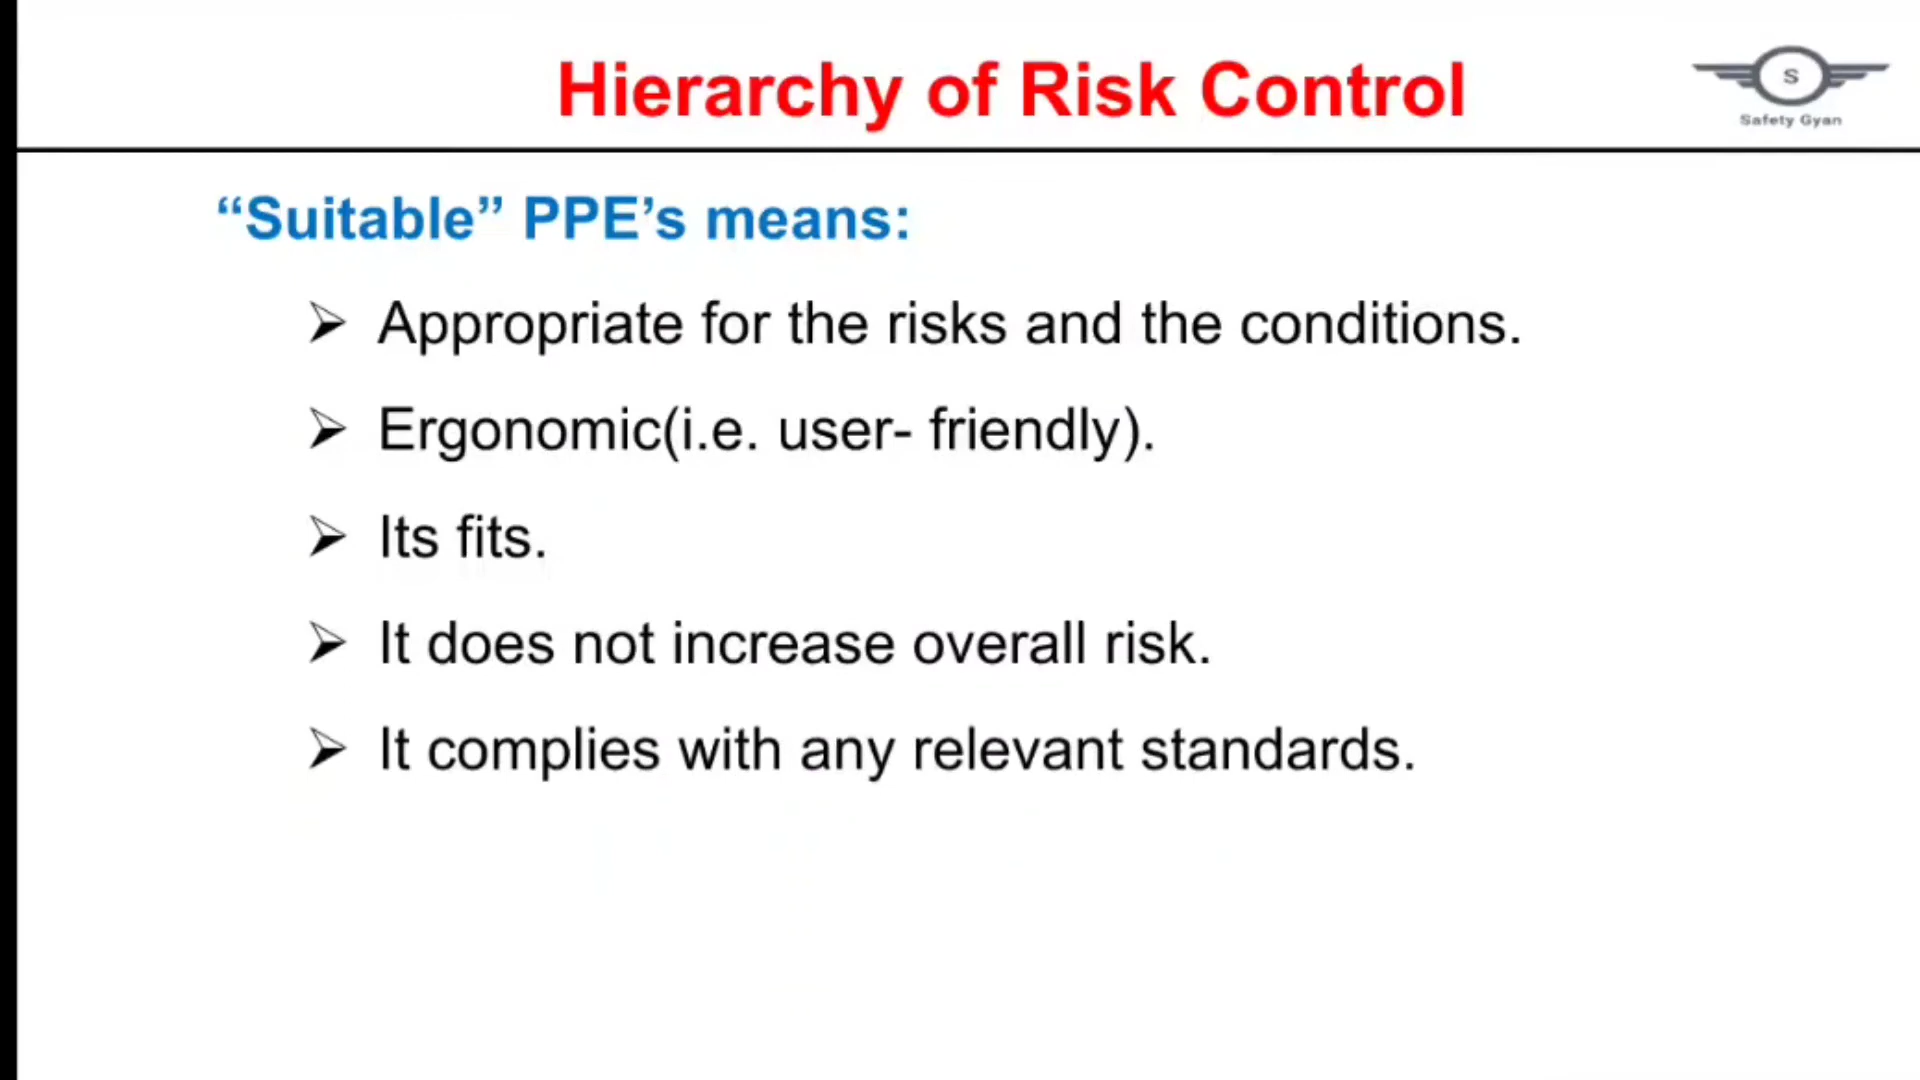 Hierarchy of Risk Control
S
Safety Gyan
“Suitable” PPE’s means:
➢ Appropriate for the risks and the conditions.
➢ Ergonomic(i.e. user- friendly).
➢ Its fits.
➢ It does not increase overall risk.
➢ It complies with any relevant standards.